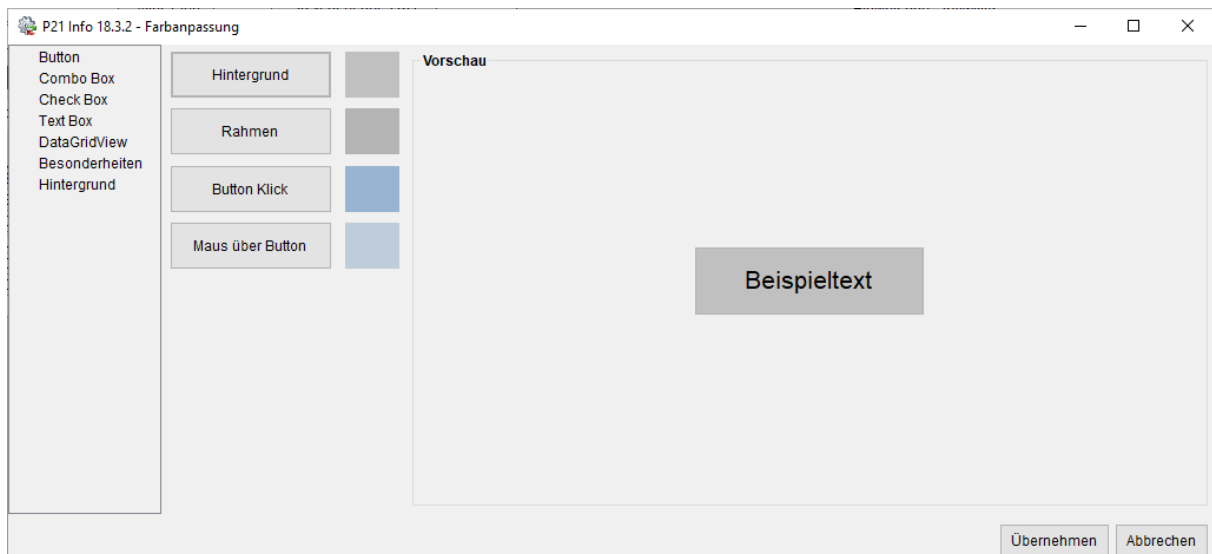 P21 Info 18.3.2 - Farbanpassung
Button
Combo Box
Check Box
Text Box
DataGridView
Besonderheiten
Hintergrund
Hintergrund
Rahmen
Button Klick
Maus über Button
Vorschau
Beispieltext
Übernehmen
Abbrechen